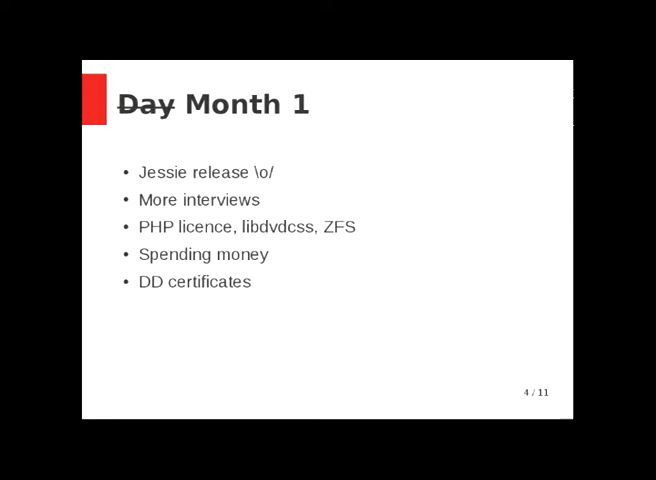 Day Month 1
• Jessie release \o/
• More interviews
• PHP licence, libdvdcss, ZFS
• Spending money
• DD certificates
4 / 11